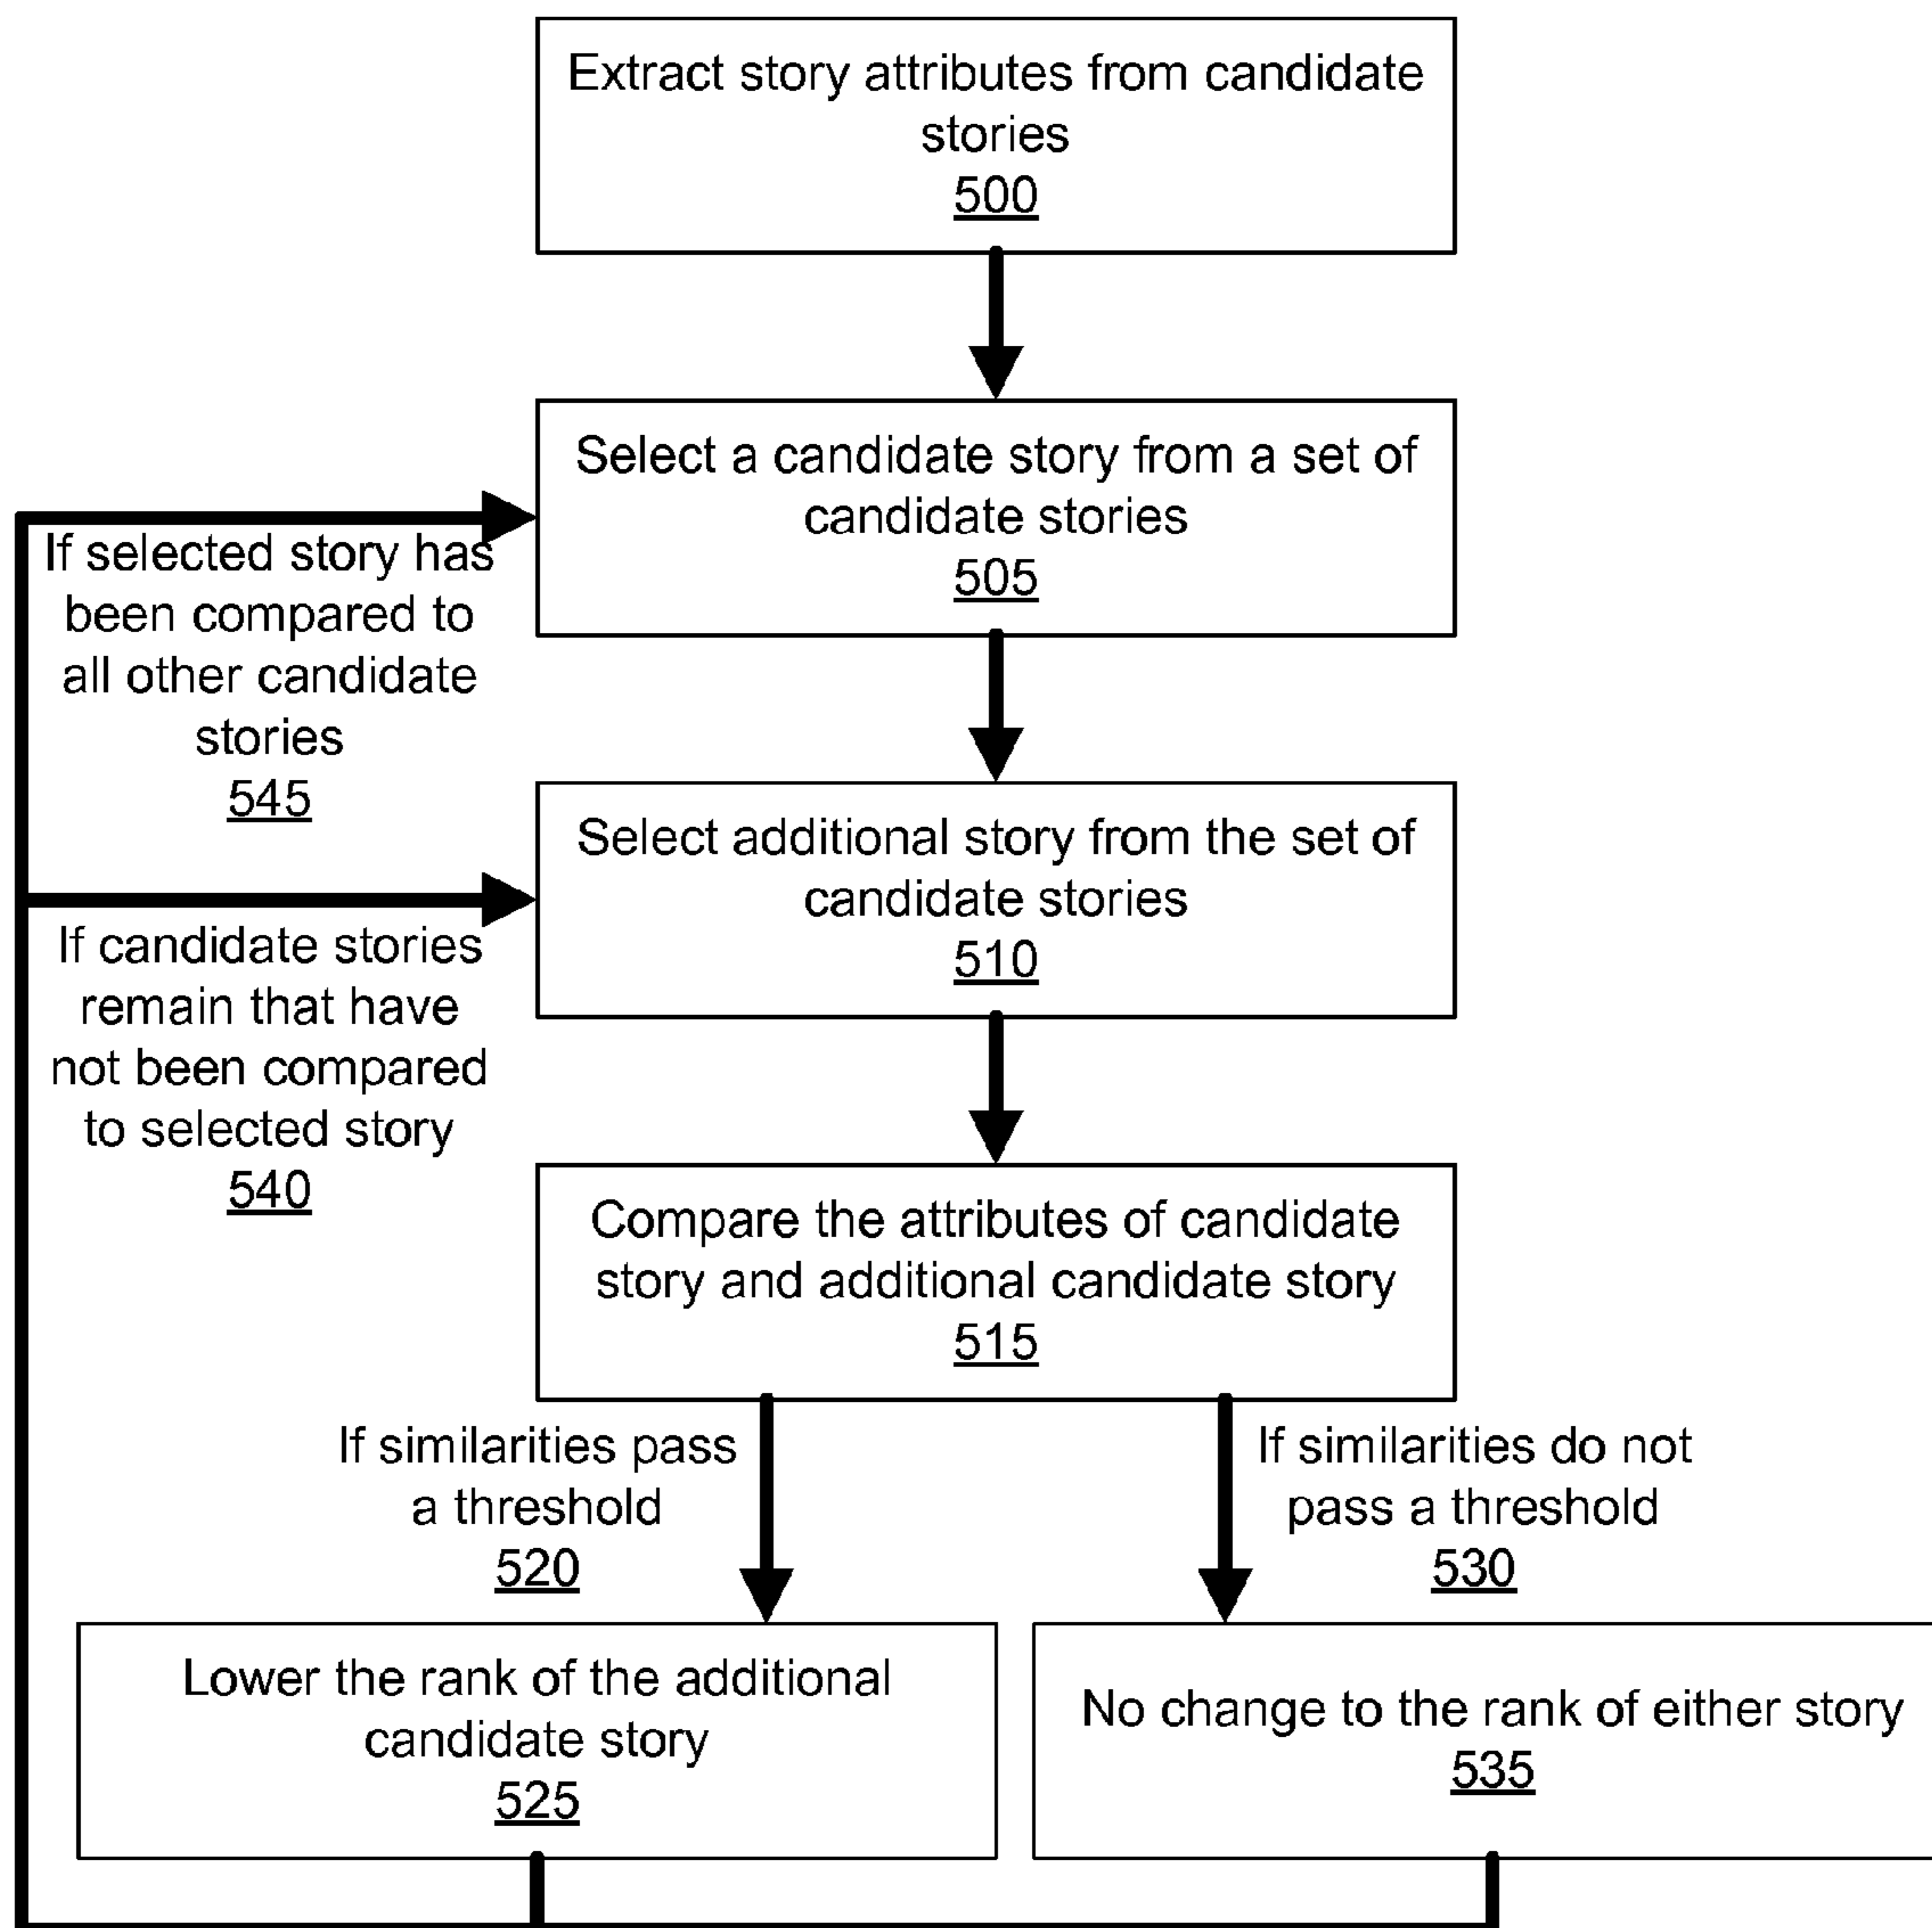 Extract story attributes from candidate
stories
500
Select a candidate story from a set of
candidate stories
505
If selected story has
been compared to
all other candidate
stories
545
Select additional story from the set of
candidate stories
510
If candidate stories
remain that have
not been compared
to selected story
540
Compare the attributes of candidate
story and additional candidate story
515
If similarities pass
a threshold
520
If similarities do not
pass a threshold
530
Lower the rank of the additional
candidate story
525
No change to the rank of either story
535